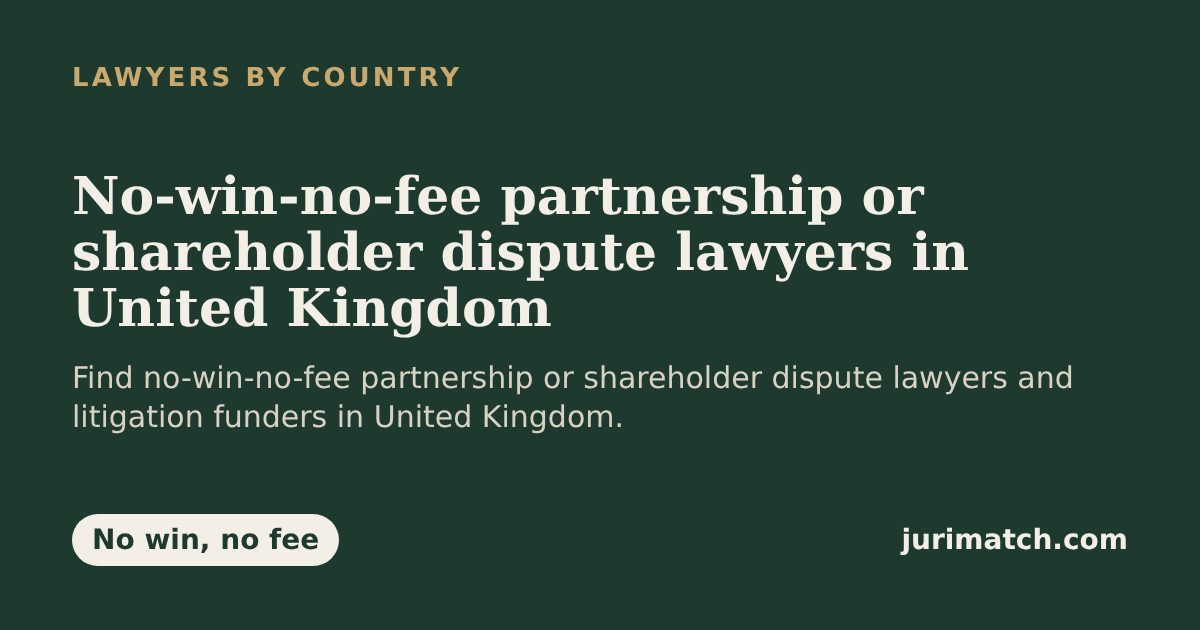 LAWYERS BY COUNTRY
No-win-no-fee partnership or
shareholder dispute lawyers in
United Kingdom
Find no-win-no-fee partnership or shareholder dispute lawyers and
litigation funders in United Kingdom.
No win, no fee
jurimatch.com